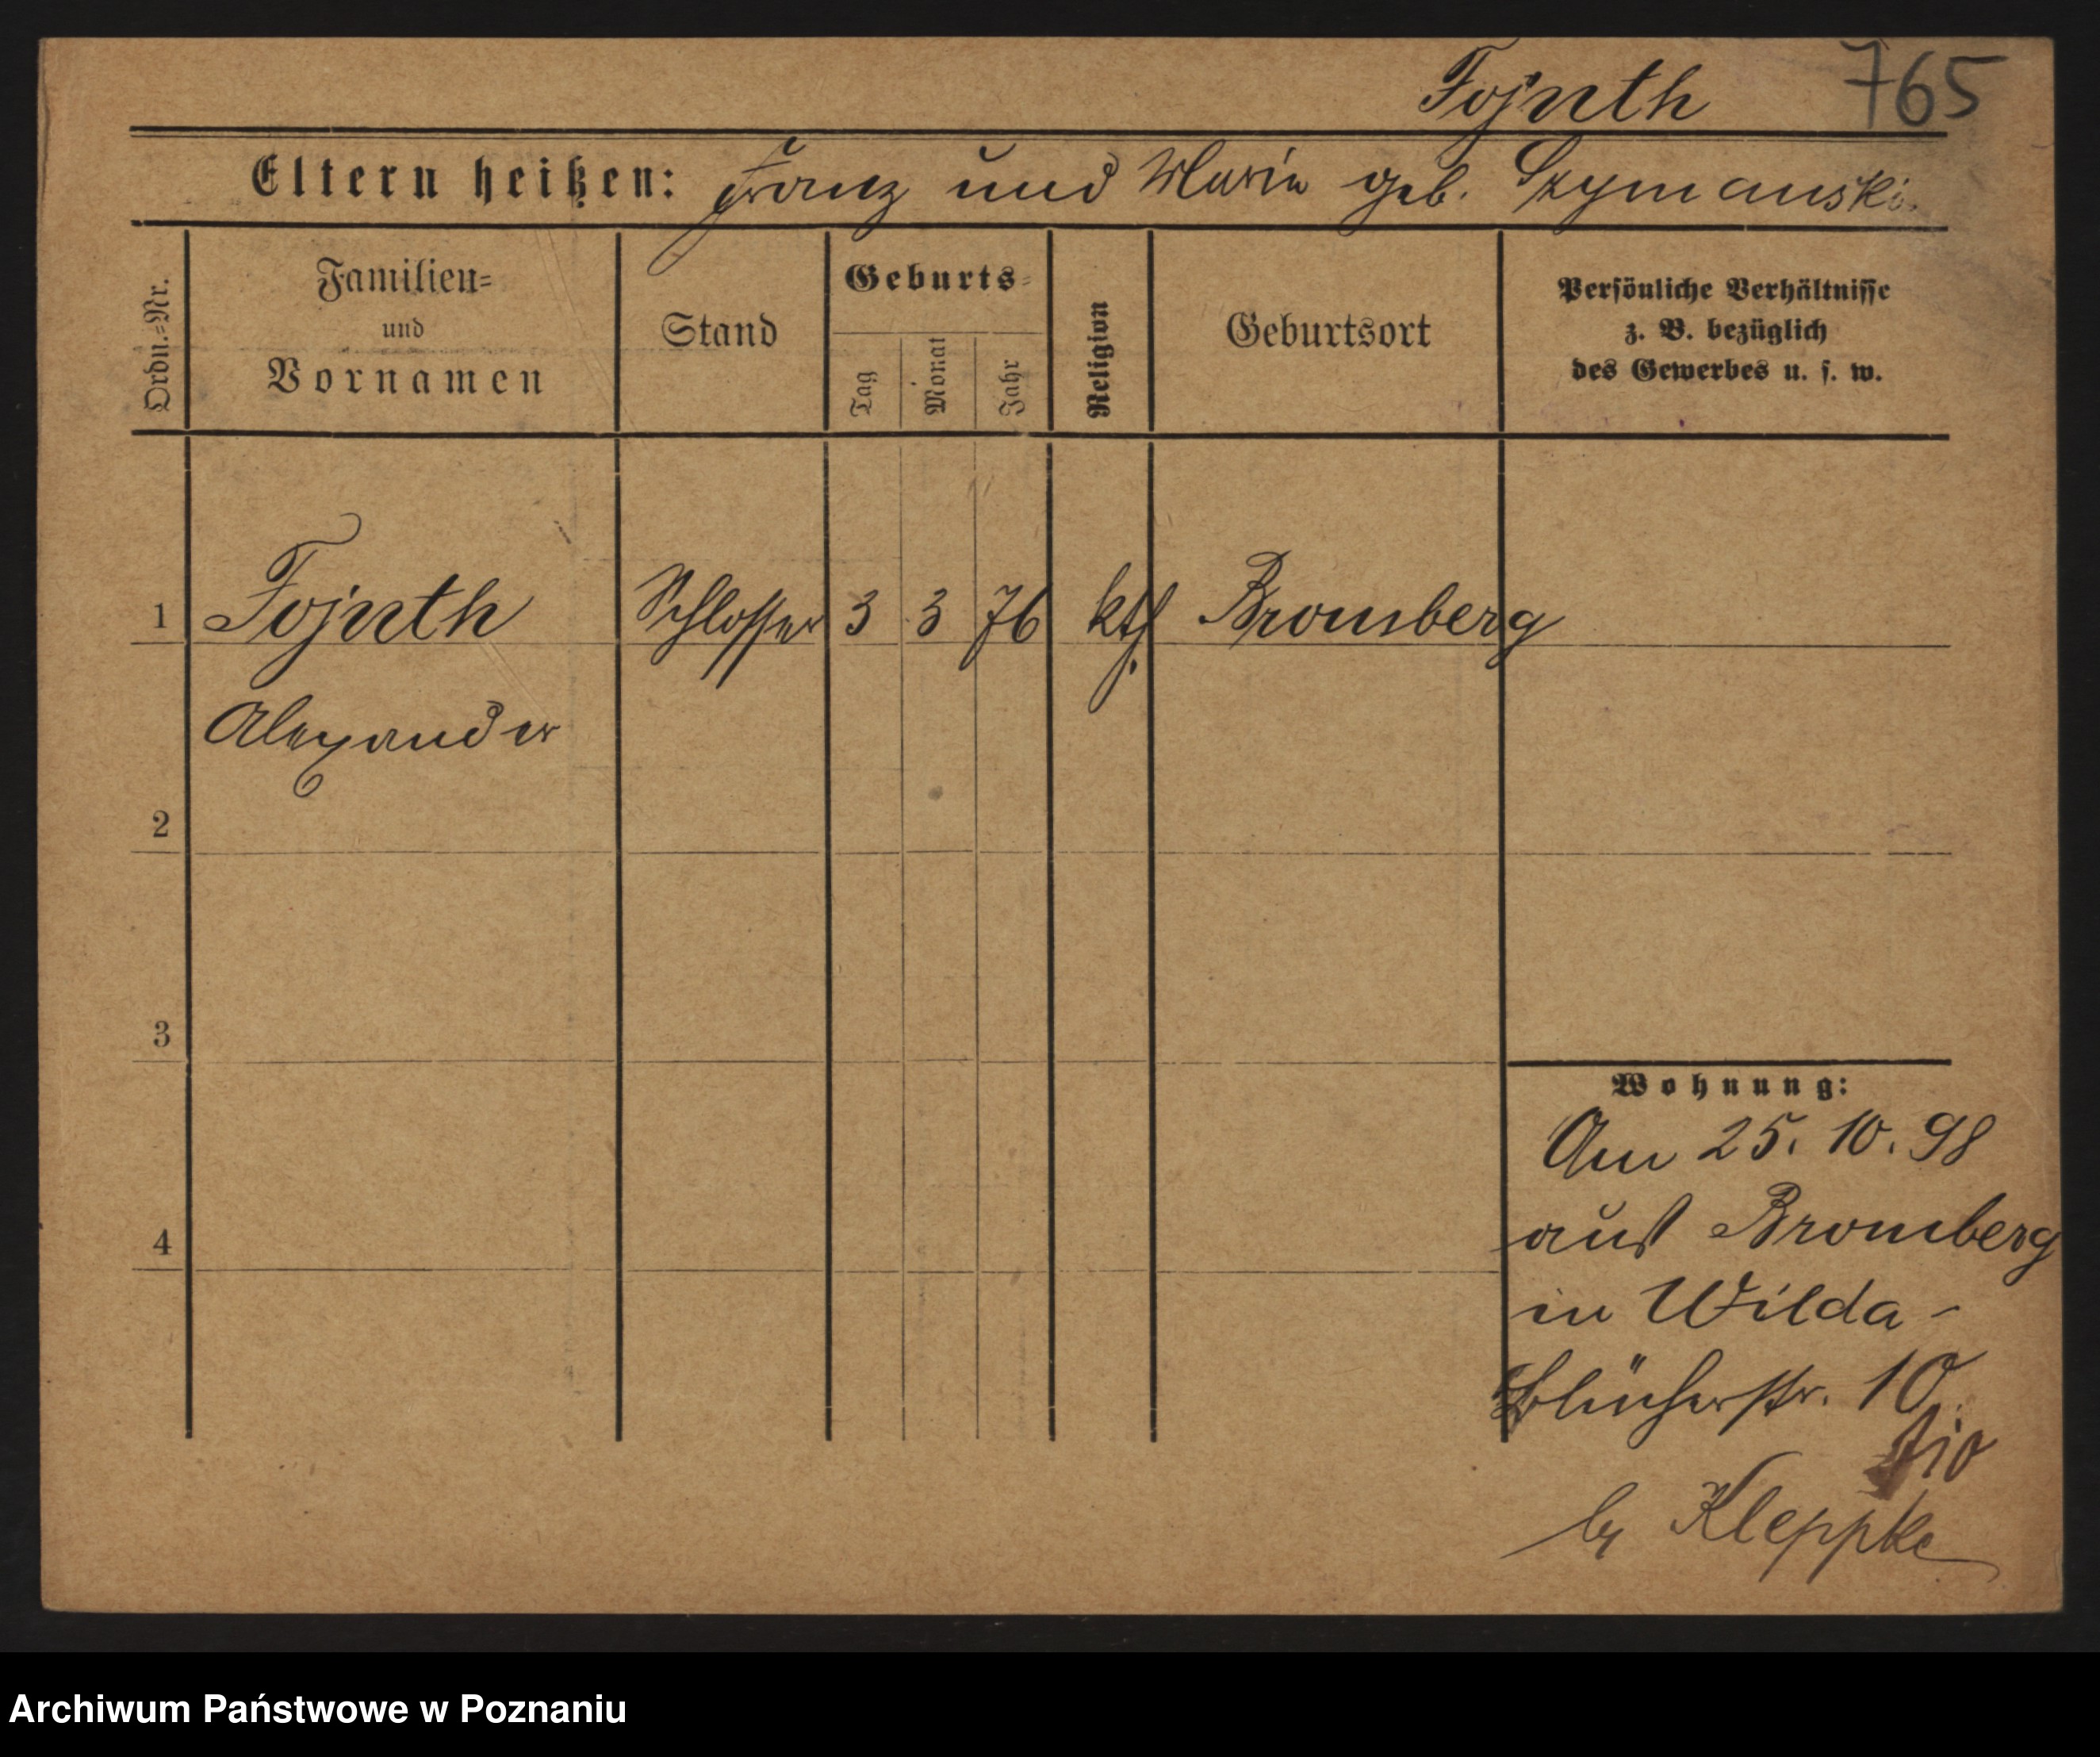 Fojuth 765
Eltern heißen: Franz und Maria geb. Szymanski.
Ordn.=Nr.
Familien=
und
Vornamen
Stand
Geburts=
Tag
Monat
Jahr
Religion
Geburtsort
Persönliche Verhältnisse
z. B. bezüglich
des Gewerbes u. s. w.
1 Fojuth Schlosser 3 3 76 kth. Bromberg
Alexander
2
3
4
Wohnung:
Am 25. 10. 98
aus Bromberg
in Wilda -
Blücherstr. 10
b/ Kleppke
Archiwum Państwowe w Poznaniu